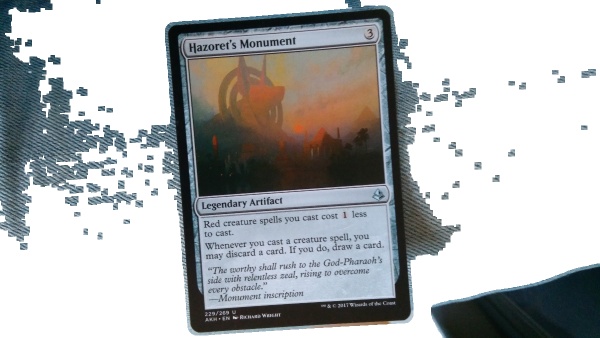 Hazoret's Monument 3
Legendary Artifact
Red creature spells you cast cost 1 less
to cast.
Whenever you cast a creature spell, you
may discard a card. If you do, draw a card.
"The worthy shall rush to the God-Pharaoh's
side with relentless zeal, rising to overcome
every obstacle."
—Monument inscription
229/269 U
AKH • EN Richard Wright
™ & © 2017 Wizards of the Coast